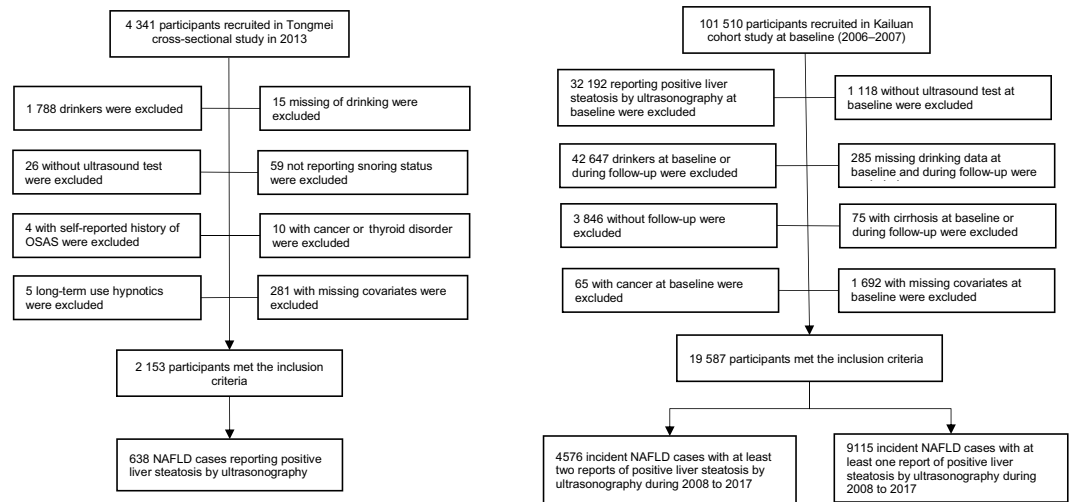 4 341 participants recruited in Tongmei
cross-sectional study in 2013
1 788 drinkers were excluded
15 missing of drinking were
excluded
26 without ultrasound test
were excluded
59 not reporting snoring status
were excluded
4 with self-reported history of
OSAS were excluded
10 with cancer or thyroid disorder
were excluded
5 long-term use hypnotics
were excluded
281 with missing covariates were
excluded
2 153 participants met the inclusion
criteria
638 NAFLD cases reporting positive
liver steatosis by ultrasonography
101 510 participants recruited in Kailuan
cohort study at baseline (2006–2007)
32 192 reporting positive liver
steatosis by ultrasonography at
baseline were excluded
1 118 without ultrasound test at
baseline were excluded
42 647 drinkers at baseline or
during follow-up were excluded
285 missing drinking data at
baseline and during follow-up were
3 846 without follow-up were
excluded
75 with cirrhosis at baseline or
during follow-up were excluded
65 with cancer at baseline were
excluded
1 692 with missing covariates at
baseline were excluded
19 587 participants met the inclusion criteria
4576 incident NAFLD cases with at least
two reports of positive liver steatosis by
ultrasonography during 2008 to 2017
9115 incident NAFLD cases with at
least one report of positive liver
steatosis by ultrasonography during
2008 to 2017